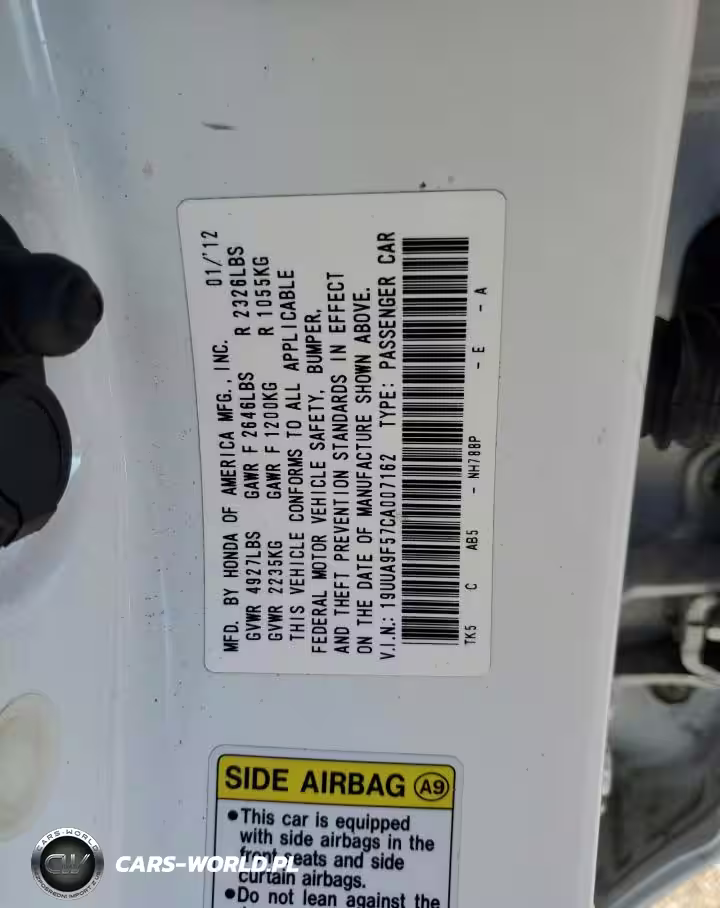 MFD. BY HONDA OF AMERICA MFG., INC. 01/'12
GVWR 4927LBS GAWR F 2646LBS R 2326LBS
GVWR 2235KG GAWR F 1200KG R 1055KG
THIS VEHICLE CONFORMS TO ALL APPLICABLE
FEDERAL MOTOR VEHICLE SAFETY, BUMPER,
AND THEFT PREVENTION STANDARDS IN EFFECT
ON THE DATE OF MANUFACTURE SHOWN ABOVE.
V.I.N.: 19UUA9F57CA007162 TYPE: PASSENGER CAR
TK5 C AB5 - NH788P - E - A
SIDE AIRBAG A9
•This car is equipped
with side airbags in the
front seats and side
curtain airbags.
•Do not lean against the
CARS-WORLD
CW
CARS-WORLD.PL